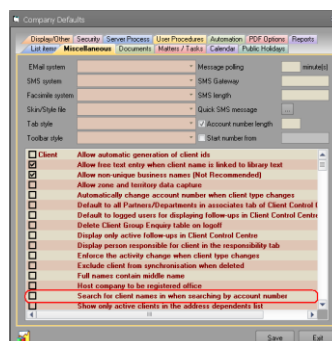 Company Defaults
Display/Other Security Server Process User Procedures Automation PDF Options Reports
List items Miscellaneous Documents Matters / Tasks Calendar Public Holidays
EMail system Message polling minute(s)
SMS system SMS Gateway
Facsimile system SMS length
Skin/Style file Quick SMS message ...
Tab style Account number length
Toolbar style Start number from
Client Allow automatic generation of client ids
Allow free text entry when client name is linked to library text
Allow non-unique business names (Not Recommended)
Allow zone and territory data capture
Automatically change account number when client type changes
Default to all Partners/Departments in associates tab of Client Control
Default to logged users for displaying follow-ups in Client Control Centre
Delete Client Group Enquiry table on logoff
Display only active follow-ups in Client Control Centre
Display person responsible for client in the responsibility tab
Enforce the activity change when client type changes
Exclude client from synchronisation when deleted
Full names contain middle name
Host company to be registered office
Search for client names in when searching by account number
Show only active clients in the address dependents list
Save Exit